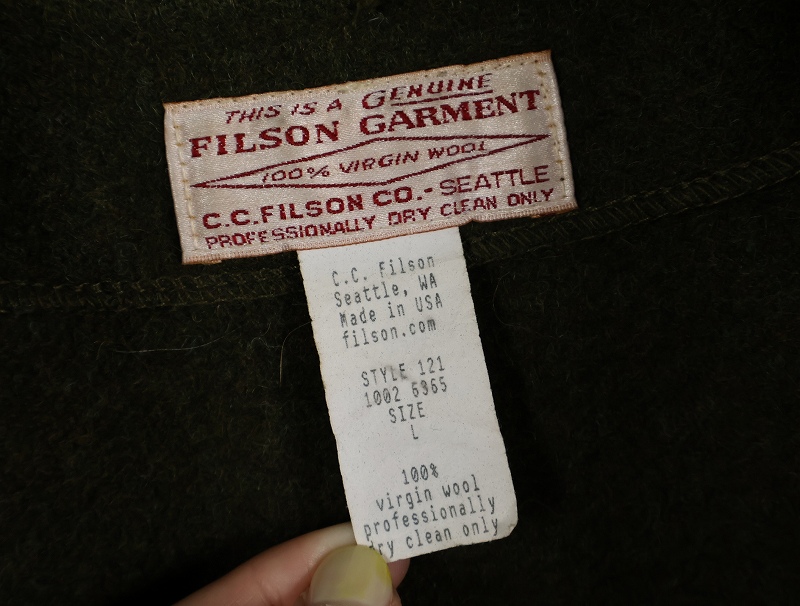 THIS IS A GENUINE
FILSON GARMENT
100% VIRGIN WOOL
C.C.FILSON CO.-SEATTLE
PROFESSIONALLY DRY CLEAN ONLY
C.C. Filson
Seattle, WA
Made in USA
filson.com
STYLE 121
1002 6365
SIZE
L
100%
virgin wool
professionally
dry clean only